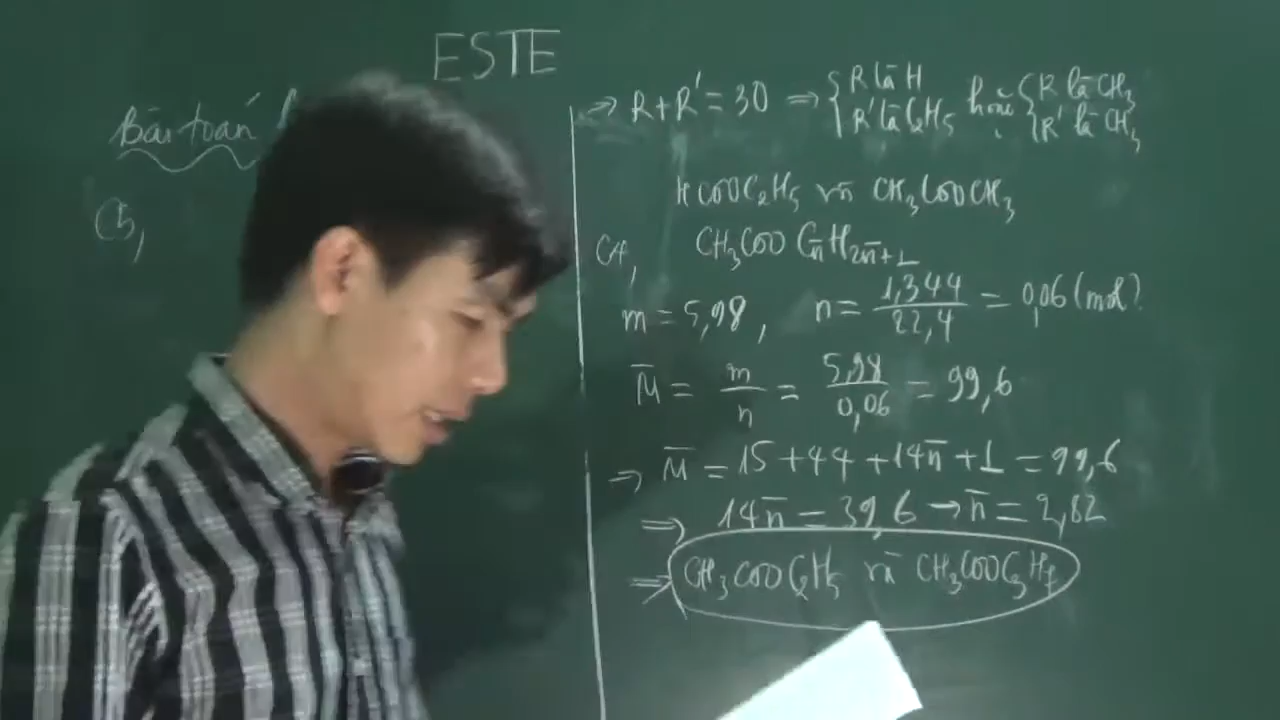 ESTE
Bài toán
C5,
=> R+R' = 30 => { R là H hoặc { R là CH3
R' là C2H5 R' là CH3
HCOOC2H5 và CH3COOCH3
C4, CH3COO Cn̄H2n̄+1
m = 5,98, n = 1,344 / 22,4 = 0,06 (mol)
M̄ = m / n = 5,98 / 0,06 = 99,6
→ M̄ = 15 + 44 + 14n̄ + 1 = 99,6
=> 14n̄ = 39,6 → n̄ = 2,82
=> CH3COOC2H5 và CH3COOC3H7